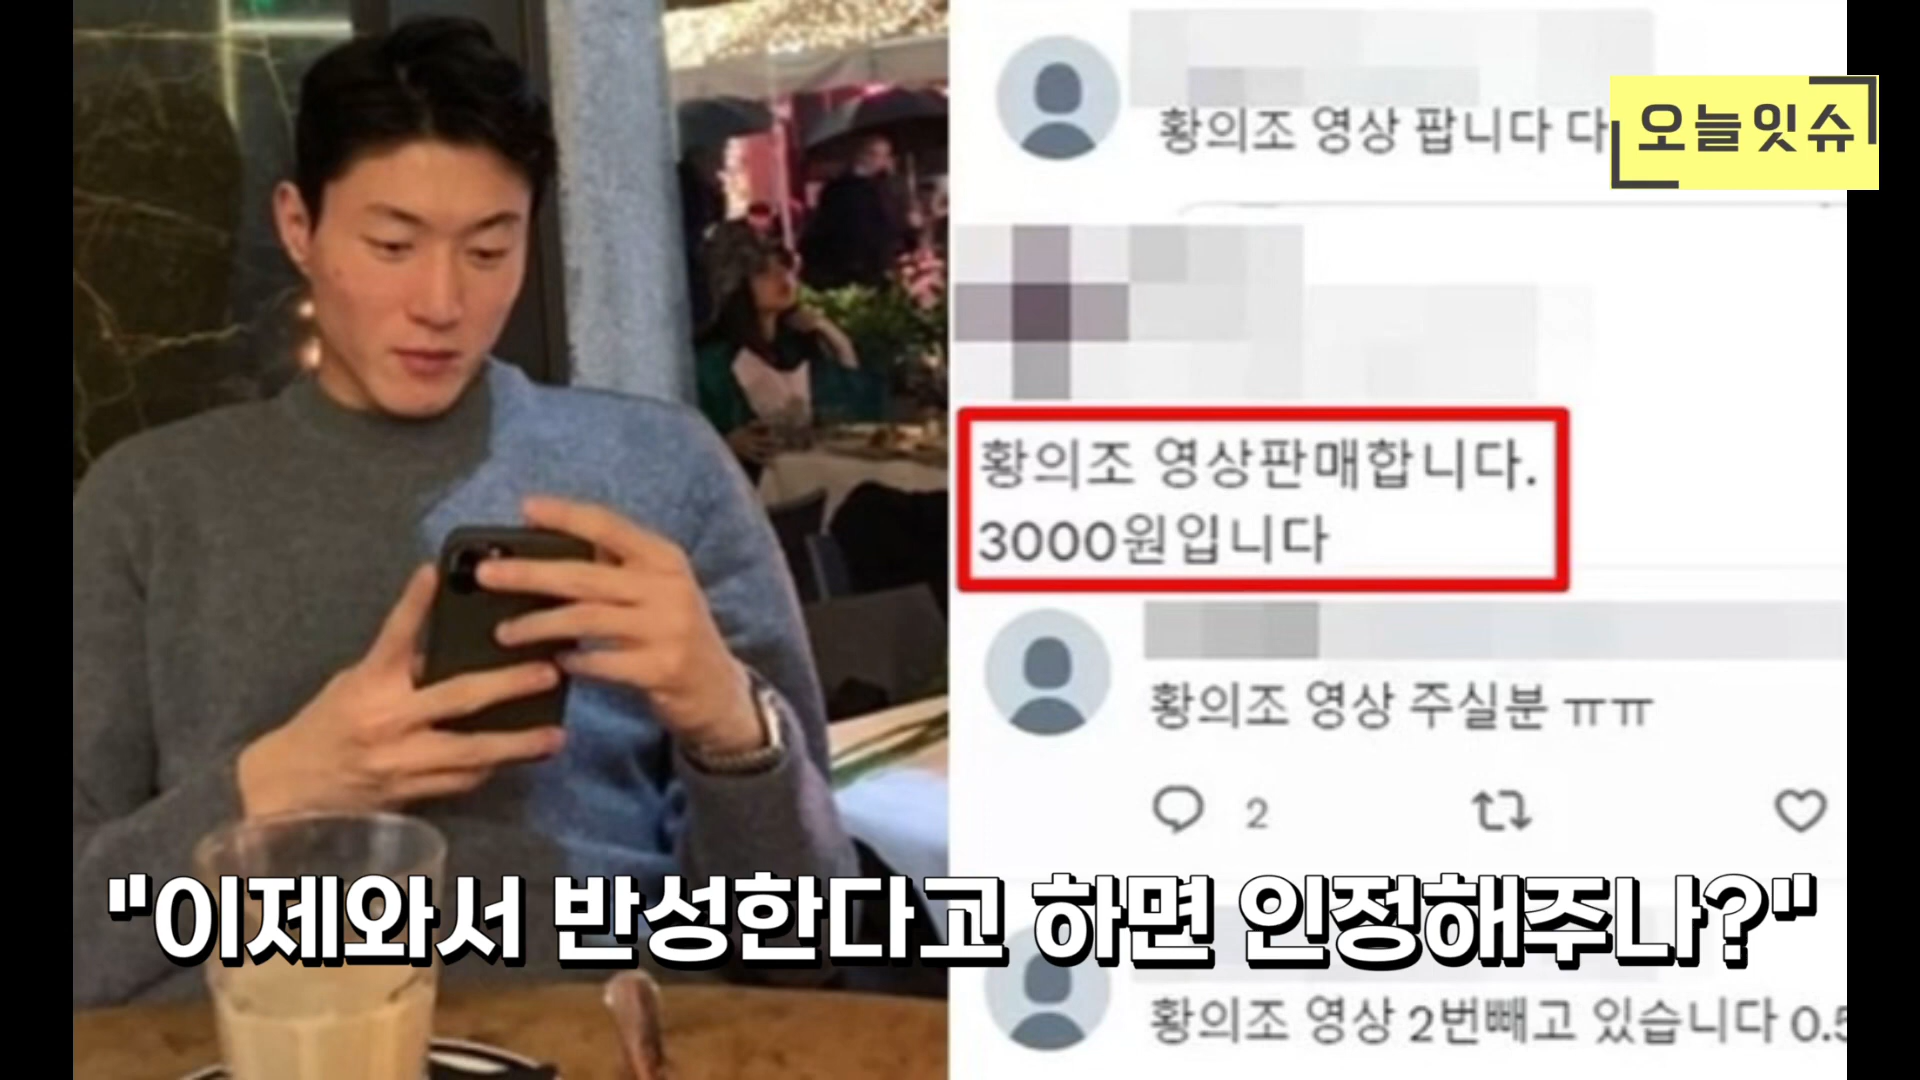 황의조 영상 팝니다 다
오늘잇슈
황의조 영상판매합니다.
3000원입니다
황의조 영상 주실분 ㅠㅠ
2
"이제와서 반성한다고 하면 인정해주나?"
황의조 영상 2번빼고 있습니다 0.5